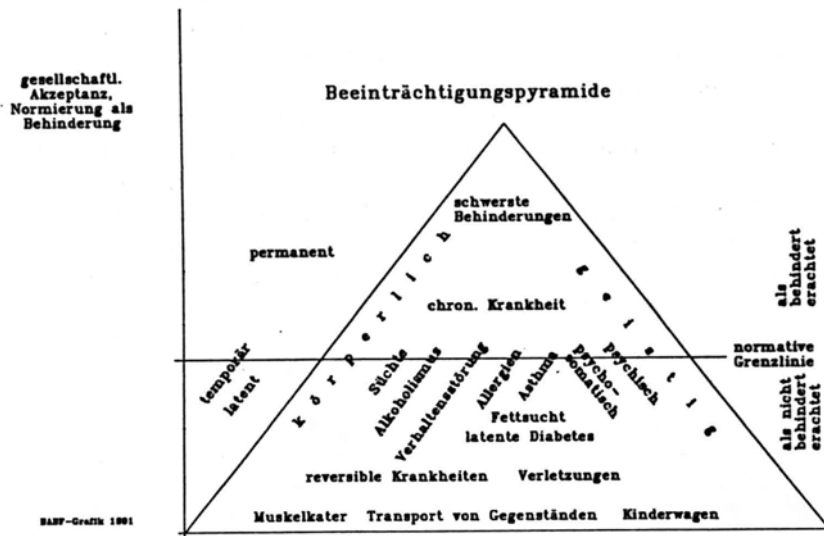 gesellschaftl.
Akzeptanz,
Normierung als
Behinderung
Beeinträchtigungspyramide
schwerste
Behinderungen
permanent
körperlich
geistig
als
behindert
erachtet
chron. Krankheit
normative
Grenzlinie
temporär
latent
Süchte
Alkoholismus
Verhaltensstörung
Allergien
Asthma
psycho-
somatisch
psychisch
als nicht
behindert
erachtet
Fettsucht
latente Diabetes
reversible Krankheiten Verletzungen
Muskelkater Transport von Gegenständen Kinderwagen
-Grafik 1991